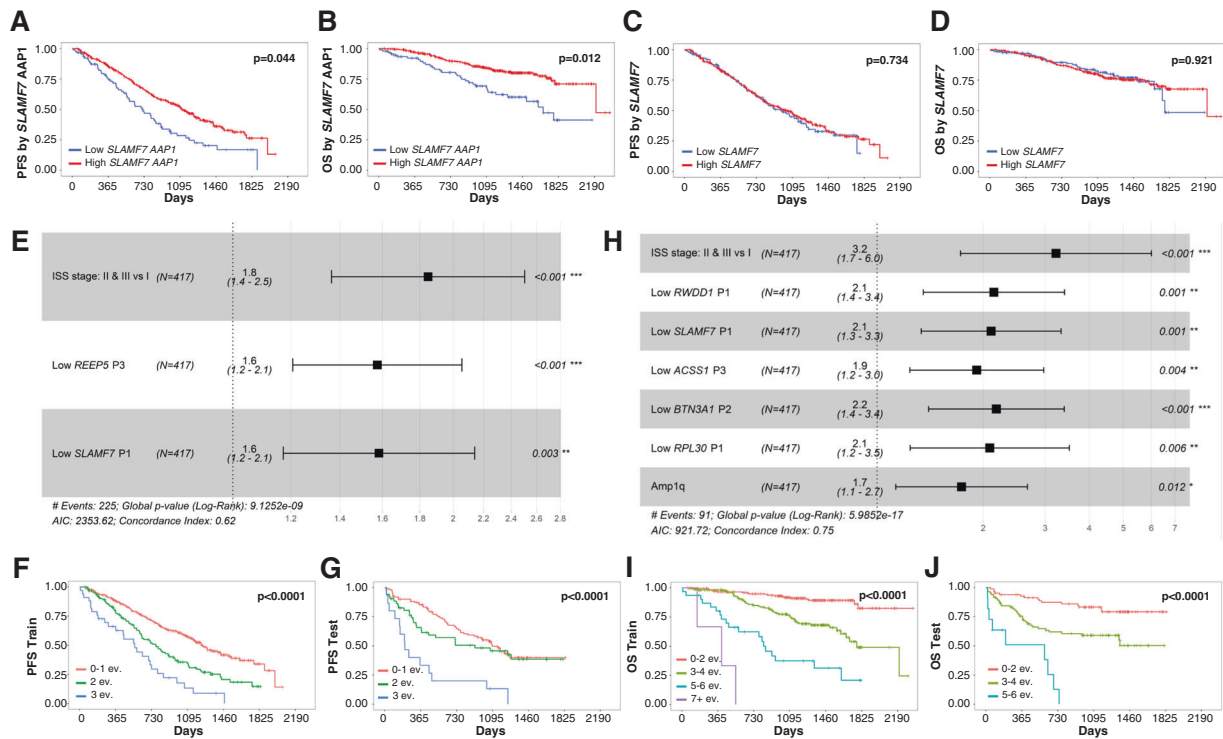 A
PFS by SLAMF7 AAP1
1.00
0.75
0.50
0.25
0.00
p=0.044
Low SLAMF7 AAP1
High SLAMF7 AAP1
0 365 730 1095 1460 1825 2190
Days
B
OS by SLAMF7 AAP1
1.00
0.75
0.50
0.25
0.00
p=0.012
Low SLAMF7 AAP1
High SLAMF7 AAP1
0 365 730 1095 1460 1825 2190
Days
C
PFS by SLAMF7
1.00
0.75
0.50
0.25
0.00
p=0.734
Low SLAMF7
High SLAMF7
0 365 730 1095 1460 1825 2190
Days
D
OS by SLAMF7
1.00
0.75
0.50
0.25
0.00
p=0.921
Low SLAMF7
High SLAMF7
0 365 730 1095 1460 1825 2190
Days
E
ISS stage: II & III vs I (N=417) 1.8 <0.001 ***
(1.4 - 2.5)
Low REEP5 P3 (N=417) 1.6 <0.001 ***
(1.2 - 2.1)
Low SLAMF7 P1 (N=417) 1.6 0.003 **
(1.2 - 2.1)
# Events: 225; Global p-value (Log-Rank): 9.1252e-09
AIC: 2353.62; Concordance Index: 0.62
1.2 1.4 1.6 1.8 2 2.2 2.4 2.6 2.8
H
ISS stage: II & III vs I (N=417) 3.2 <0.001 ***
(1.7 - 6.0)
Low RWDD1 P1 (N=417) 2.1 0.001 **
(1.4 - 3.4)
Low SLAMF7 P1 (N=417) 2.1 0.001 **
(1.3 - 3.3)
Low ACSS1 P3 (N=417) 1.9 0.004 **
(1.2 - 3.0)
Low BTN3A1 P2 (N=417) 2.2 <0.001 ***
(1.4 - 3.4)
Low RPL30 P1 (N=417) 2.1 0.006 **
(1.2 - 3.5)
Amp1q (N=417) 1.7 0.012 *
(1.1 - 2.7)
# Events: 91; Global p-value (Log-Rank): 5.9852e-17
AIC: 921.72; Concordance Index: 0.75
2 3 4 5 6 7
F
PFS Train
1.00
0.75
0.50
0.25
0.00
p<0.0001
0-1 ev.
2 ev.
3 ev.
0 365 730 1095 1460 1825 2190
Days
G
PFS Test
1.00
0.75
0.50
0.25
0.00
p<0.0001
0-1 ev.
2 ev.
3 ev.
0 365 730 1095 1460 1825 2190
Days
I
OS Train
1.00
0.75
0.50
0.25
0.00
p<0.0001
0-2 ev.
3-4 ev.
5-6 ev.
7+ ev.
0 365 730 1095 1460 1825 2190
Days
J
OS Test
1.00
0.75
0.50
0.25
0.00
p<0.0001
0-2 ev.
3-4 ev.
5-6 ev.
0 365 730 1095 1460 1825 2190
Days